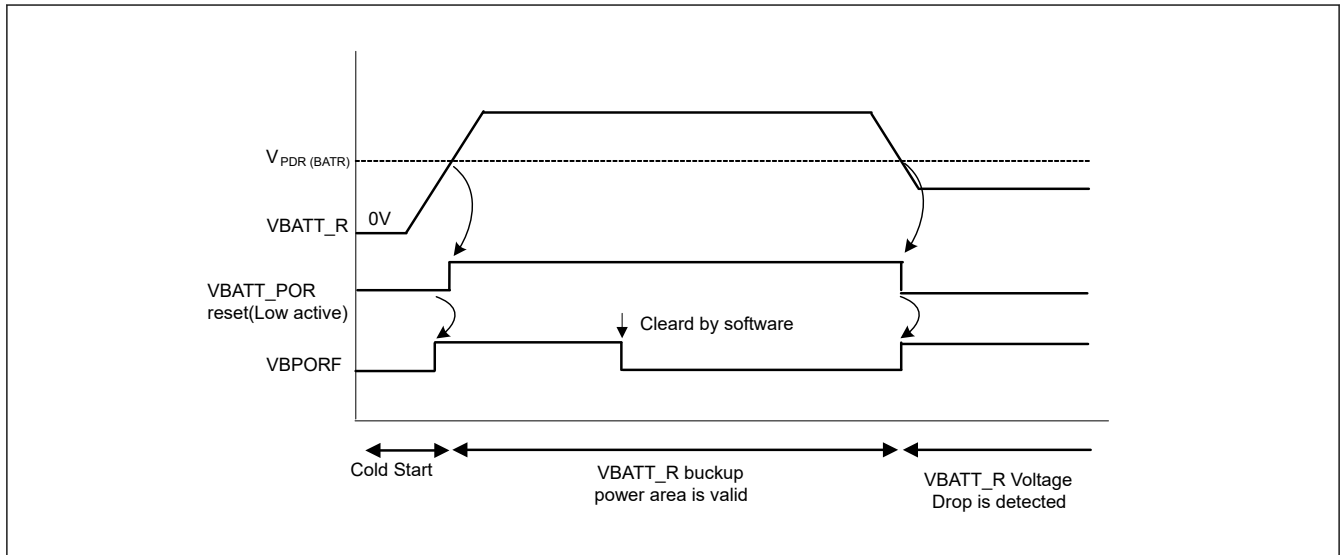 V PDR (BATR)
0V
VBATT_R
VBATT_POR
reset(Low active)
Cleard by software
VBPORF
Cold Start
VBATT_R buckup
power area is valid
VBATT_R Voltage
Drop is detected